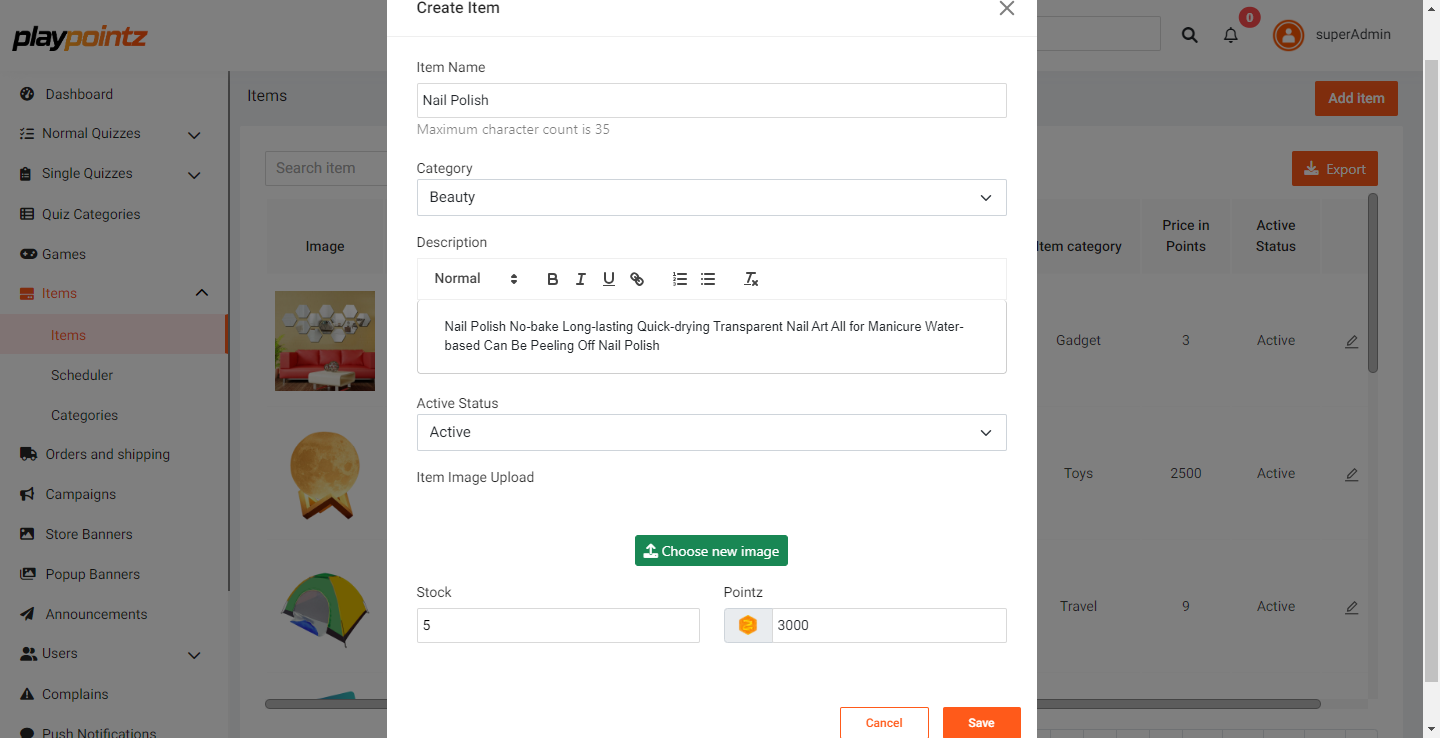 Create Item
playpointz
0
superAdmin
Dashboard
Normal Quizzes
Single Quizzes
Quiz Categories
Games
Items
Items
Scheduler
Categories
Orders and shipping
Campaigns
Store Banners
Popup Banners
Announcements
Users
Complains
Push Notifications
Items
Add item
Search item
Export
Image
Item category
Price in
Points
Active
Status
Gadget
3
Active
Toys
2500
Active
Travel
9
Active
Item Name
Nail Polish
Maximum character count is 35
Category
Beauty
Description
Normal
B I U
Nail Polish No-bake Long-lasting Quick-drying Transparent Nail Art All for Manicure Water-
based Can Be Peeling Off Nail Polish
Active Status
Active
Item Image Upload
Choose new image
Stock
Pointz
5
3000
Cancel
Save